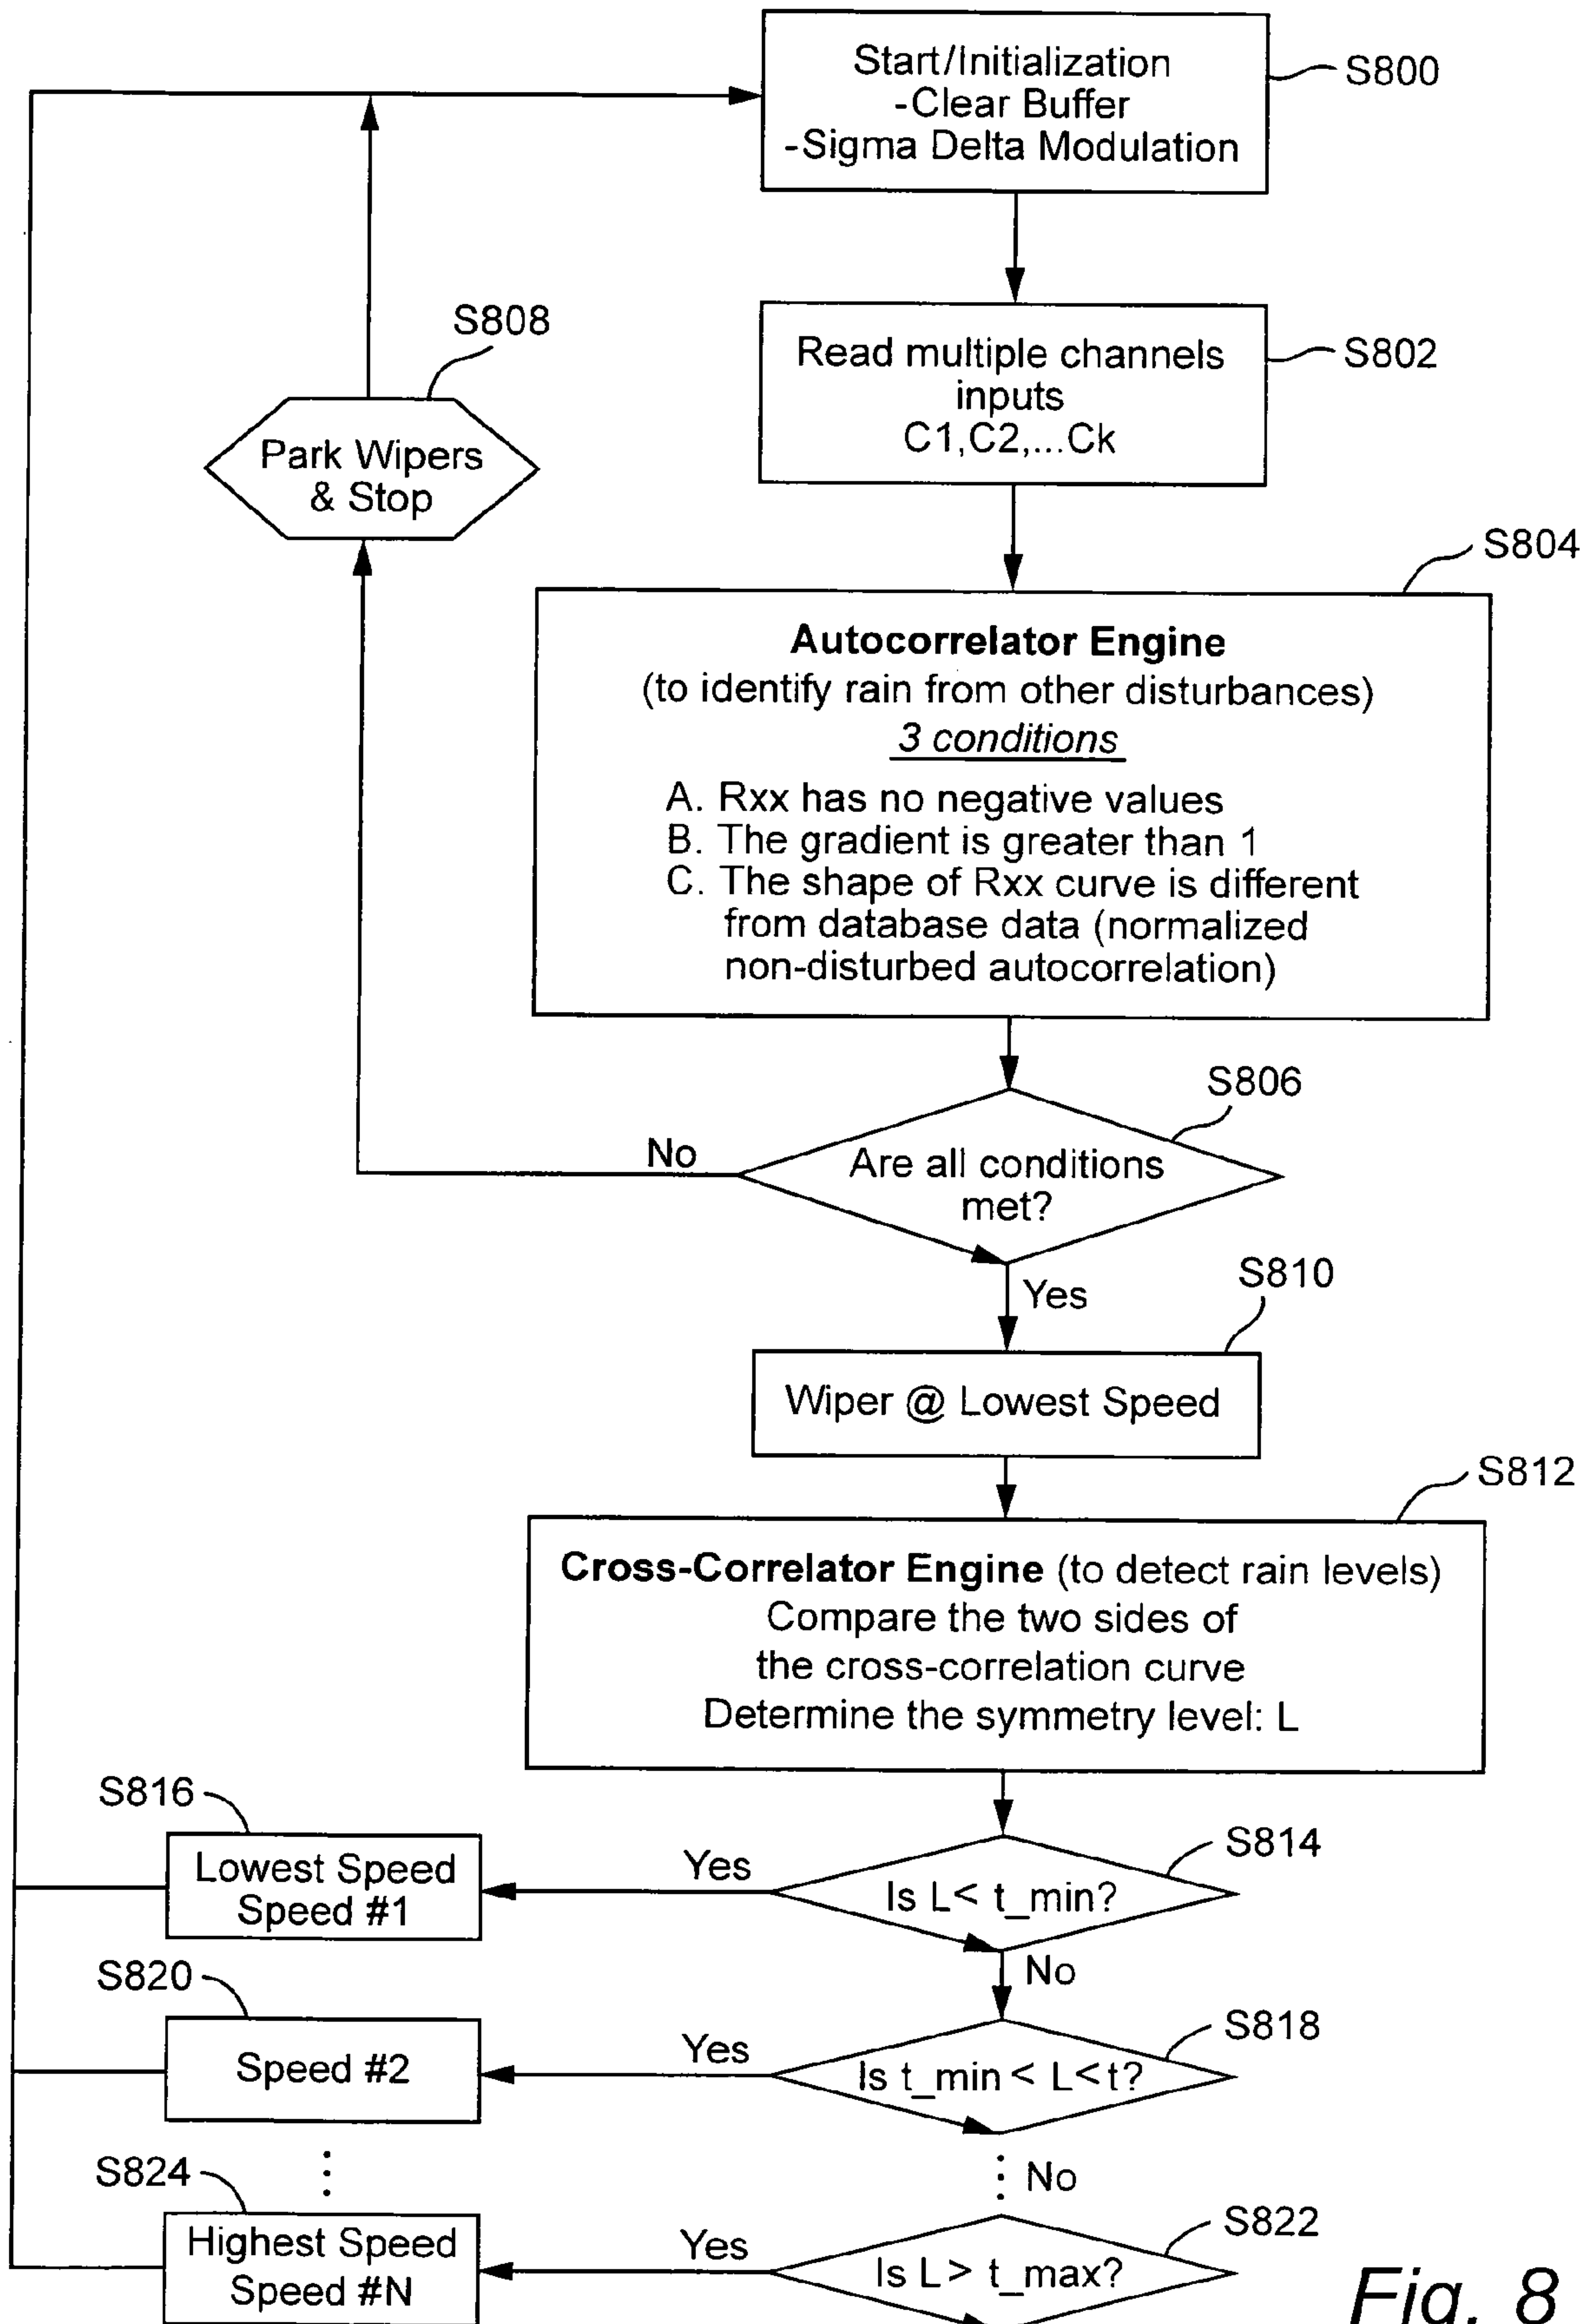 Start/Initialization
-Clear Buffer
-Sigma Delta Modulation
S800
S808
Read multiple channels
inputs
C1,C2,...Ck
S802
Park Wipers
& Stop
S804
Autocorrelator Engine
(to identify rain from other disturbances)
3 conditions
A. Rxx has no negative values
B. The gradient is greater than 1
C. The shape of Rxx curve is different
from database data (normalized
non-disturbed autocorrelation)
S806
No
Are all conditions
met?
Yes
S810
Wiper @ Lowest Speed
S812
Cross-Correlator Engine (to detect rain levels)
Compare the two sides of
the cross-correlation curve
Determine the symmetry level: L
S816
S814
Lowest Speed
Speed #1
Yes
Is L< t_min?
No
S820
S818
Speed #2
Yes
Is t_min < L<t?
No
S824
S822
Highest Speed
Speed #N
Yes
Is L> t_max?
Fig. 8